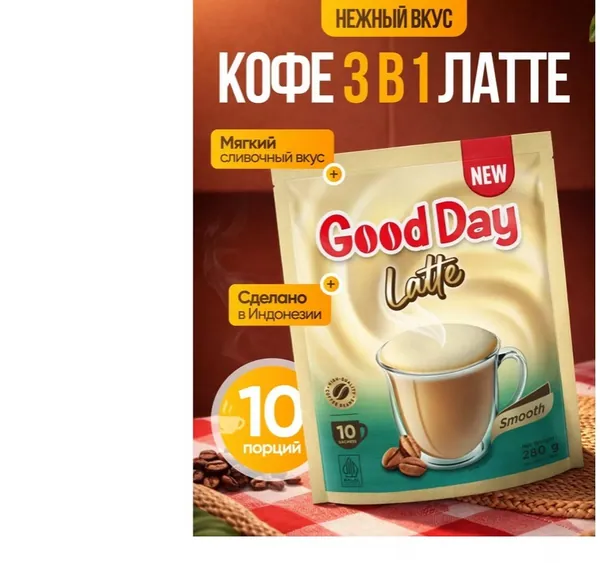 НЕЖНЫЙ ВКУС
КОФЕ 3 В 1 ЛАТТЕ
Мягкий
сливочный вкус
+
NEW
Good Day
Latte
+
Сделано
в Индонезии
10
порций
10
Smooth
280 g